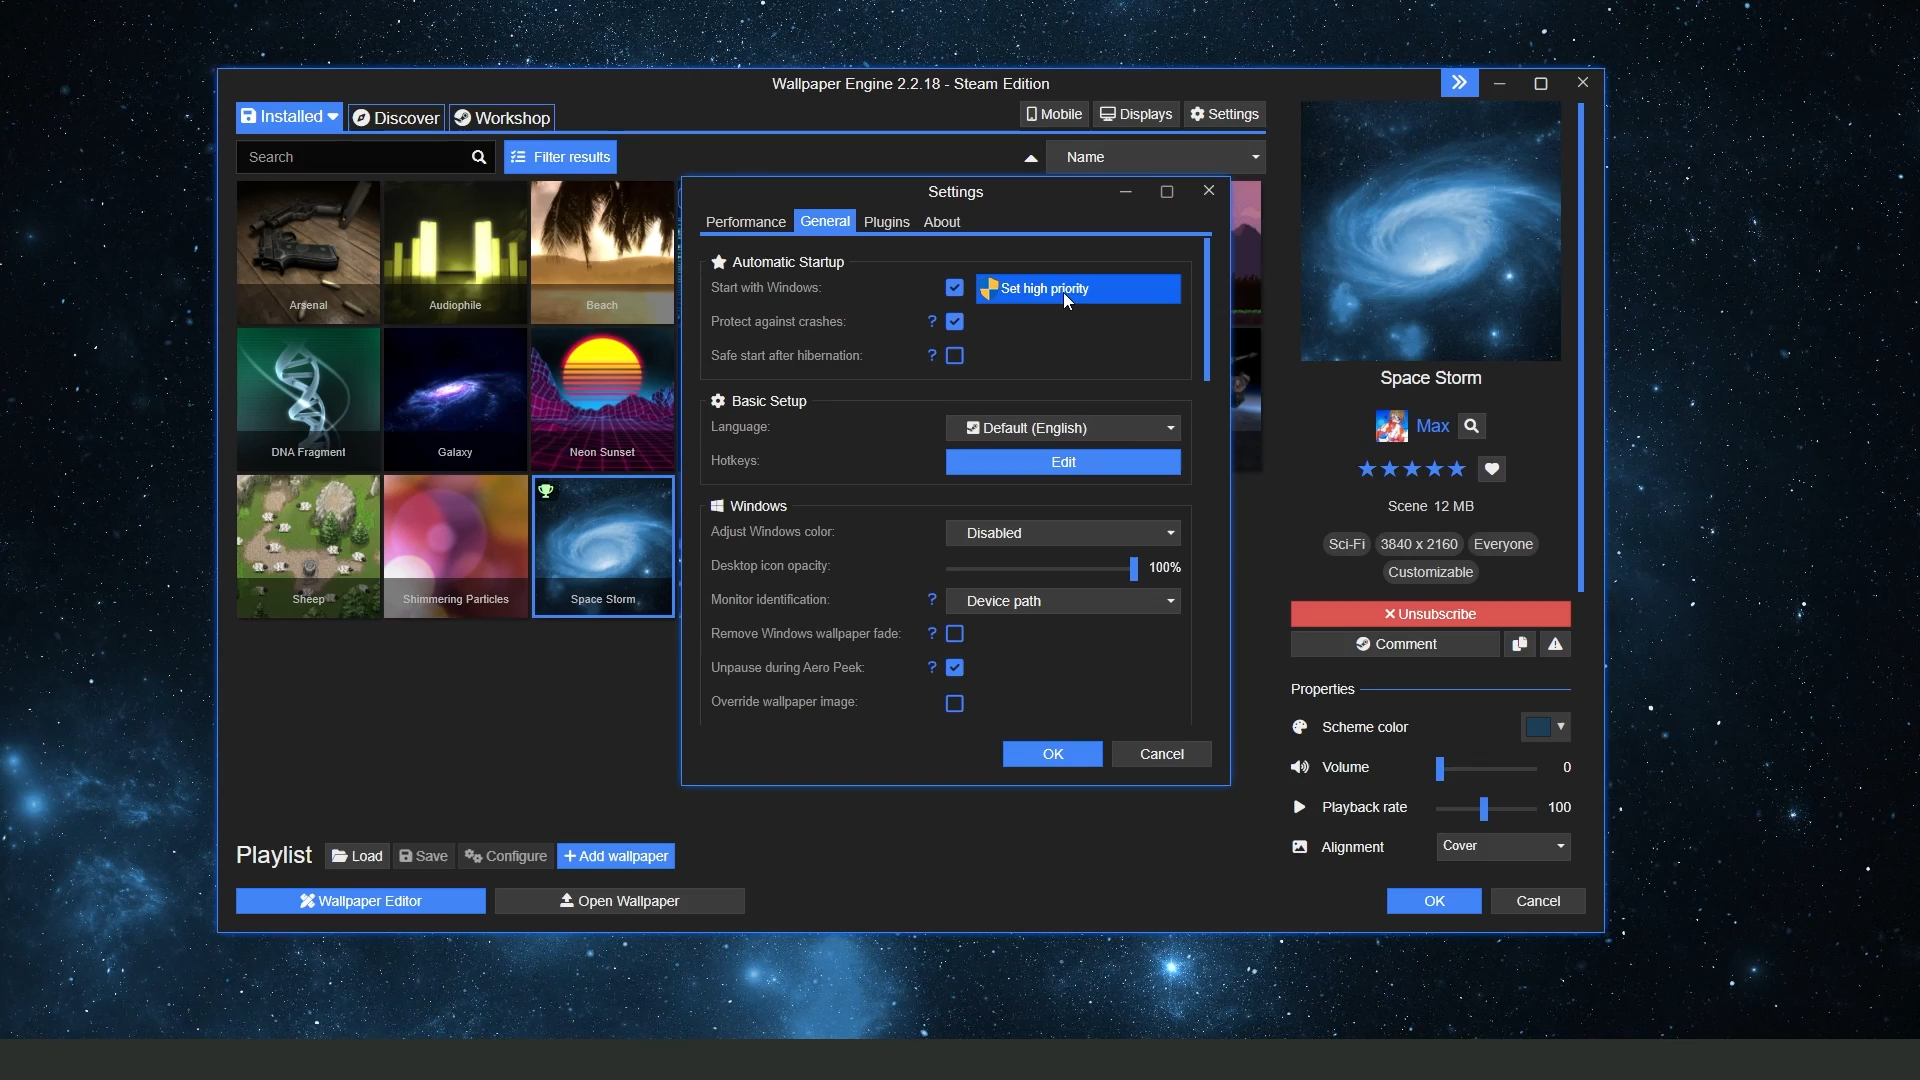 Wallpaper Engine 2.2.18 - Steam Edition
Installed
Discover
Workshop
Mobile
Displays
Settings
Search
Filter results
Name
Arsenal
Audiophile
Beach
DNA Fragment
Galaxy
Neon Sunset
Sheep
Shimmering Particles
Space Storm
Settings
Performance
General
Plugins
About
Automatic Startup
Start with Windows:
Set high priority
Protect against crashes: ?
Safe start after hibernation: ?
Basic Setup
Language:
Default (English)
Hotkeys:
Edit
Windows
Adjust Windows color:
Disabled
Desktop icon opacity:
100%
Monitor identification: ?
Device path
Remove Windows wallpaper fade: ?
Unpause during Aero Peek: ?
Override wallpaper image:
OK
Cancel
Space Storm
Max
Scene 12 MB
Sci-Fi
3840 x 2160
Everyone
Customizable
Unsubscribe
Comment
Properties
Scheme color
Volume
0
Playback rate
100
Alignment
Cover
Playlist
Load
Save
Configure
Add wallpaper
Wallpaper Editor
Open Wallpaper
OK
Cancel